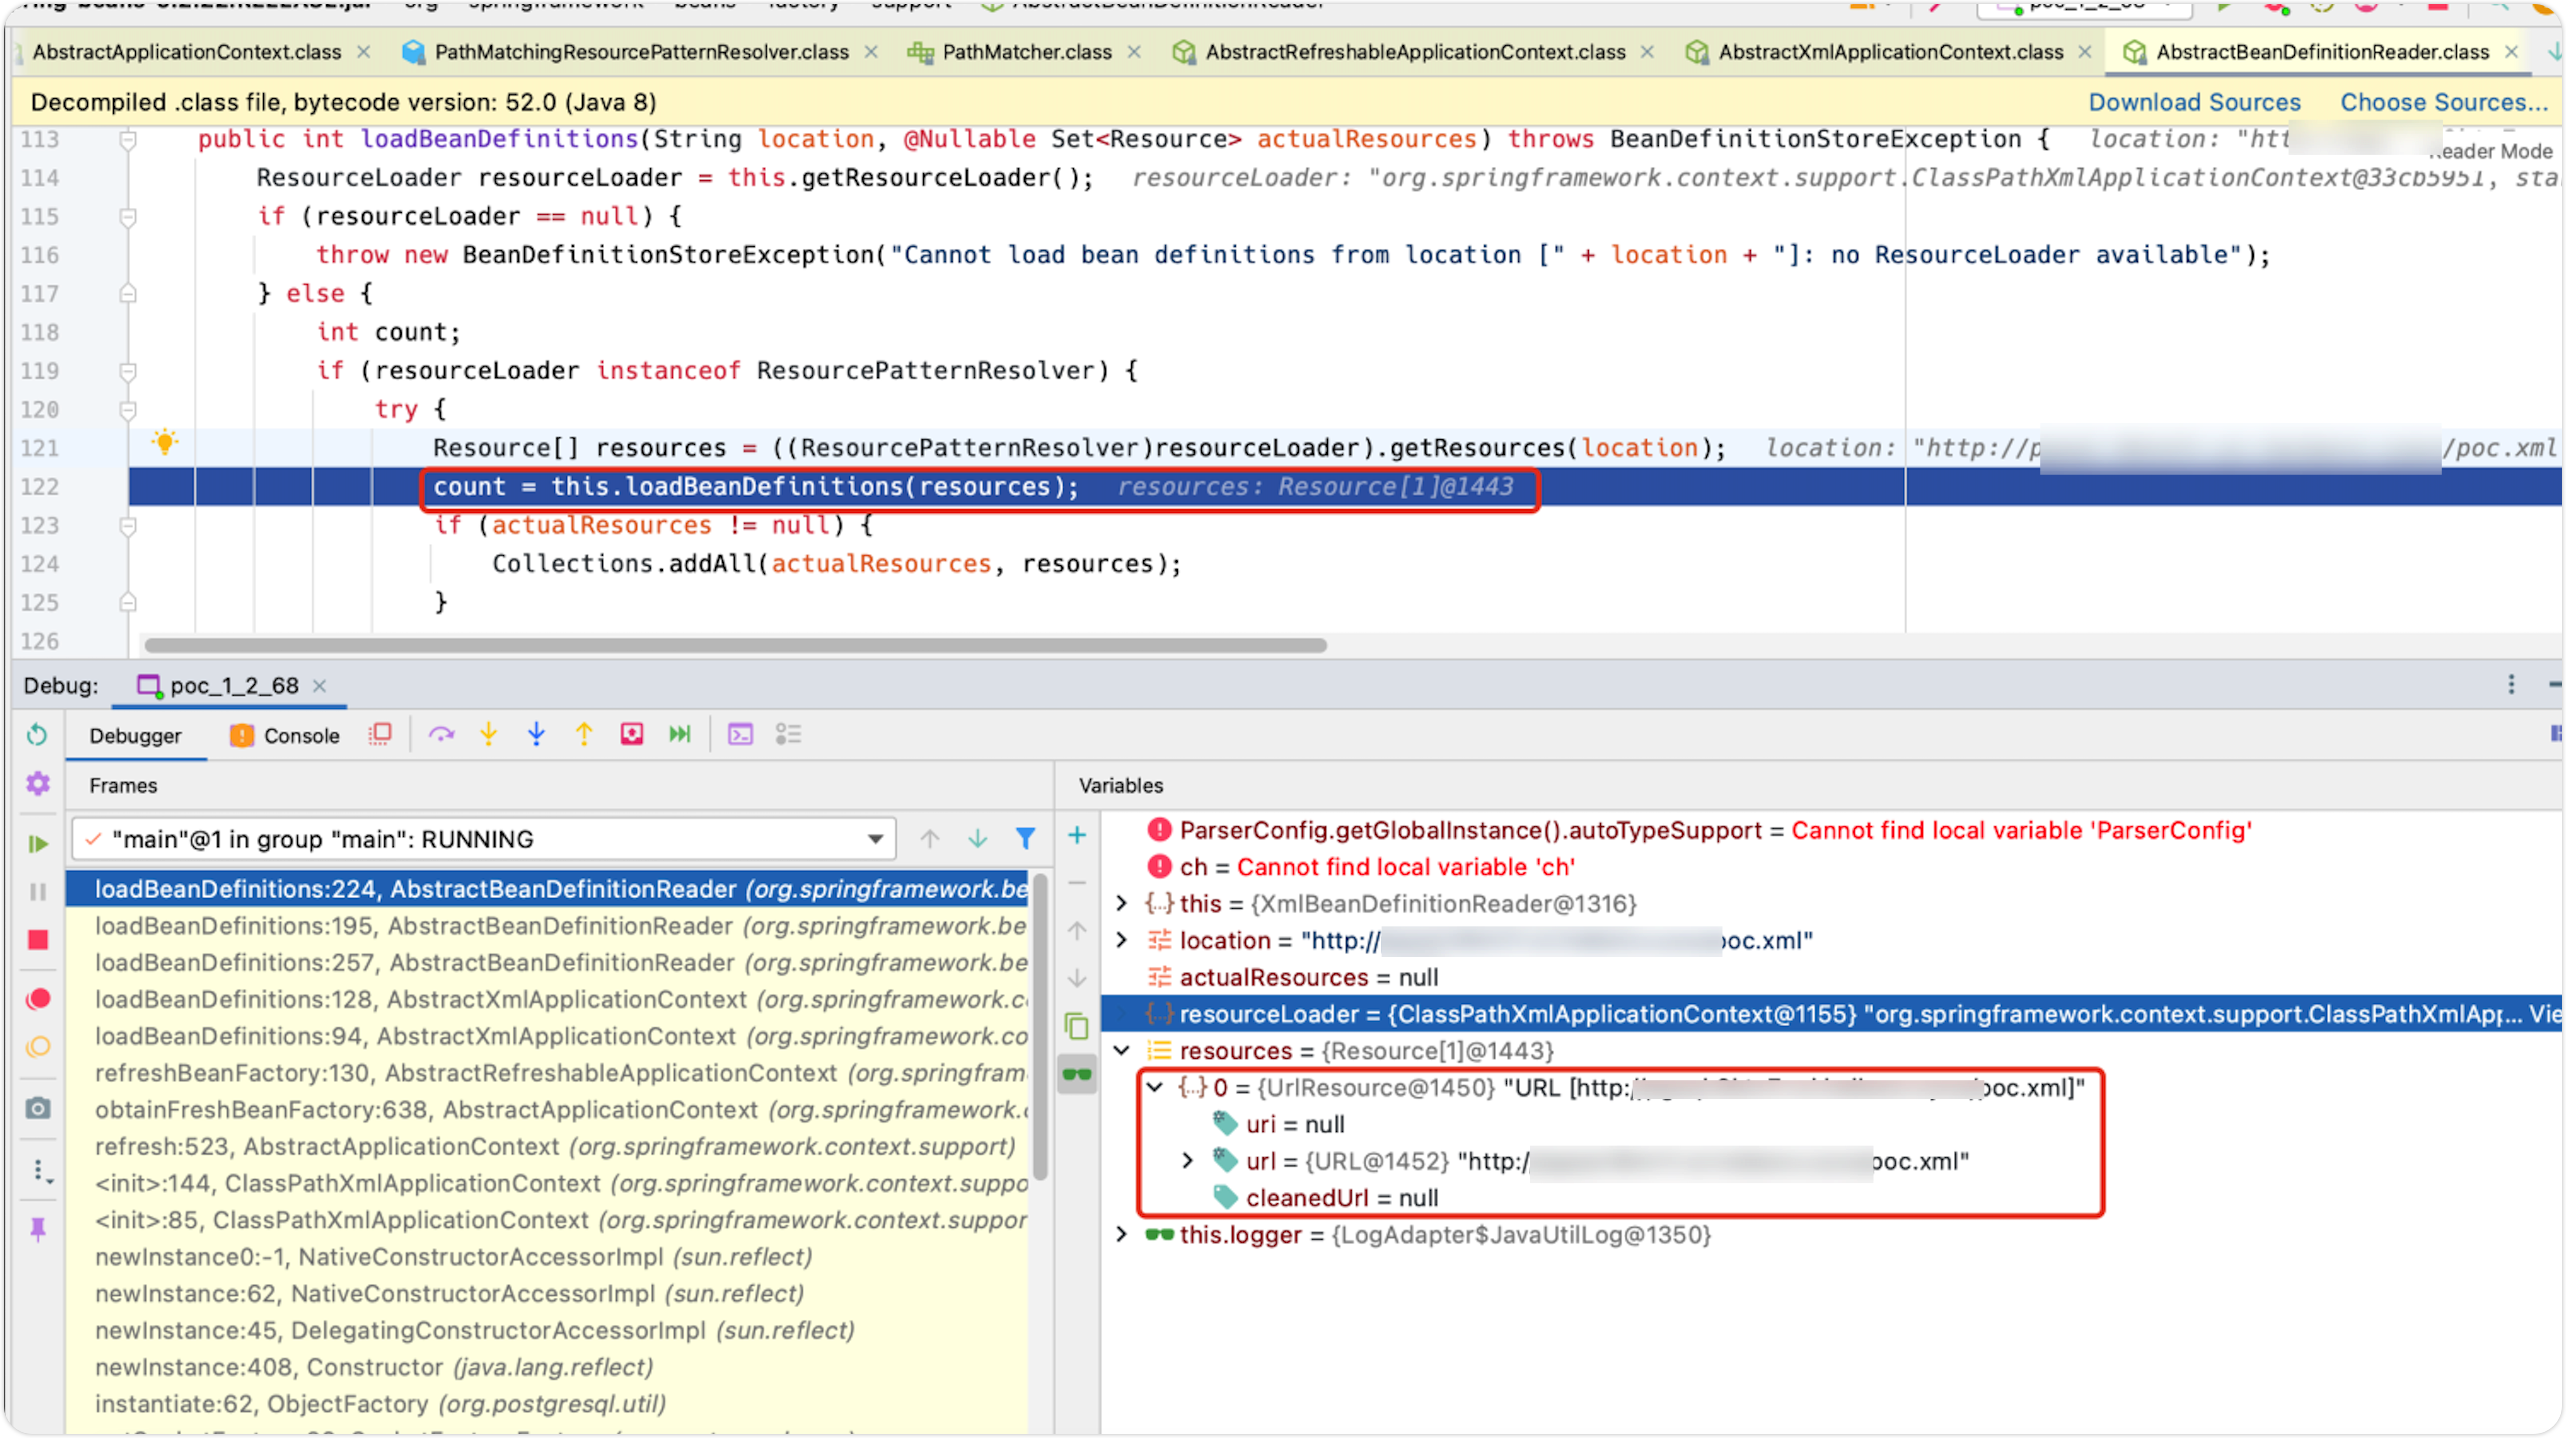 AbstractApplicationContext.class PathMatchingResourcePatternResolver.class PathMatcher.class AbstractRefreshableApplicationContext.class AbstractXmlApplicationContext.class AbstractBeanDefinitionReader.class
Decompiled .class file, bytecode version: 52.0 (Java 8) Download Sources Choose Sources...
113 public int loadBeanDefinitions(String location, @Nullable Set<Resource> actualResources) throws BeanDefinitionStoreException { location: "htt
Reader Mode
114 ResourceLoader resourceLoader = this.getResourceLoader(); resourceLoader: "org.springframework.context.support.ClassPathXmlApplicationContext@33cb5951, sta
115 if (resourceLoader == null) {
116 throw new BeanDefinitionStoreException("Cannot load bean definitions from location [" + location + "]: no ResourceLoader available");
117 } else {
118 int count;
119 if (resourceLoader instanceof ResourcePatternResolver) {
120 try {
121 Resource[] resources = ((ResourcePatternResolver)resourceLoader).getResources(location); location: "http://p /poc.xml
122 count = this.loadBeanDefinitions(resources); resources: Resource[1]@1443
123 if (actualResources != null) {
124 Collections.addAll(actualResources, resources);
125 }
126
Debug: poc_1_2_68
Debugger Console
Frames
"main"@1 in group "main": RUNNING
loadBeanDefinitions:224, AbstractBeanDefinitionReader (org.springframework.be
loadBeanDefinitions:195, AbstractBeanDefinitionReader (org.springframework.be
loadBeanDefinitions:257, AbstractBeanDefinitionReader (org.springframework.be
loadBeanDefinitions:128, AbstractXmlApplicationContext (org.springframework.c
loadBeanDefinitions:94, AbstractXmlApplicationContext (org.springframework.co
refreshBeanFactory:130, AbstractRefreshableApplicationContext (org.springfram
obtainFreshBeanFactory:638, AbstractApplicationContext (org.springframework.c
refresh:523, AbstractApplicationContext (org.springframework.context.support)
<init>:144, ClassPathXmlApplicationContext (org.springframework.context.suppo
<init>:85, ClassPathXmlApplicationContext (org.springframework.context.suppor
newInstance0:-1, NativeConstructorAccessorImpl (sun.reflect)
newInstance:62, NativeConstructorAccessorImpl (sun.reflect)
newInstance:45, DelegatingConstructorAccessorImpl (sun.reflect)
newInstance:408, Constructor (java.lang.reflect)
instantiate:62, ObjectFactory (org.postgresql.util)
Variables
ParserConfig.getGlobalInstance().autoTypeSupport = Cannot find local variable 'ParserConfig'
ch = Cannot find local variable 'ch'
this = {XmlBeanDefinitionReader@1316}
location = "http:// poc.xml"
actualResources = null
resourceLoader = {ClassPathXmlApplicationContext@1155} "org.springframework.context.support.ClassPathXmlApp... Vie
resources = {Resource[1]@1443}
0 = {UrlResource@1450} "URL [http:/ poc.xml]"
uri = null
url = {URL@1452} "http:/ poc.xml"
cleanedUrl = null
this.logger = {LogAdapter$JavaUtilLog@1350}